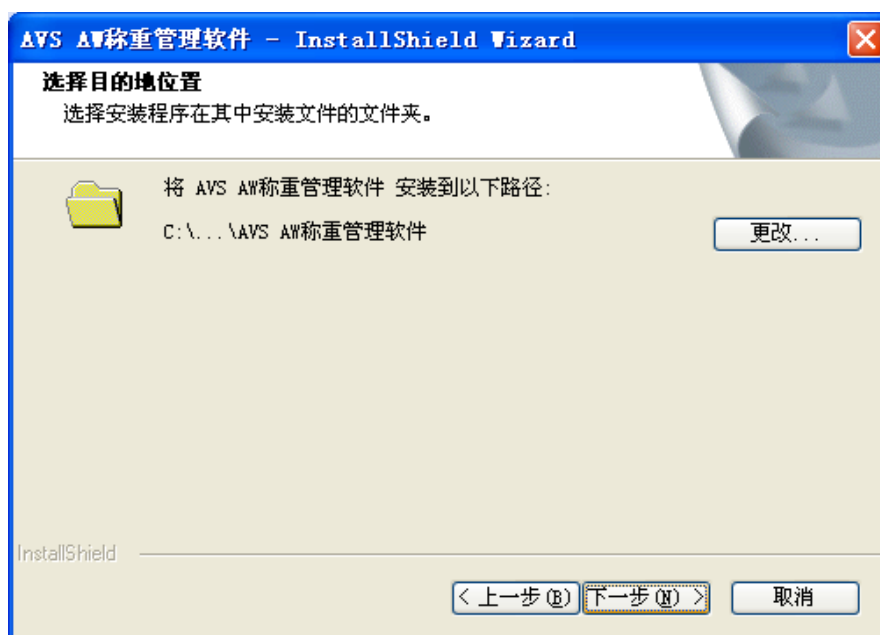 AVS AW称重管理软件 - InstallShield Wizard
选择目的地位置
选择安装程序在其中安装文件的文件夹。
将 AVS AW称重管理软件 安装到以下路径:
C:\...\AVS AW称重管理软件
更改...
InstallShield
< 上一步(B) 下一步(N) > 取消